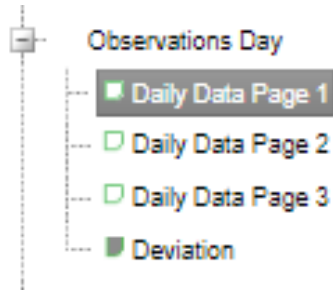 Observations Day
Daily Data Page 1
Daily Data Page 2
Daily Data Page 3
Deviation